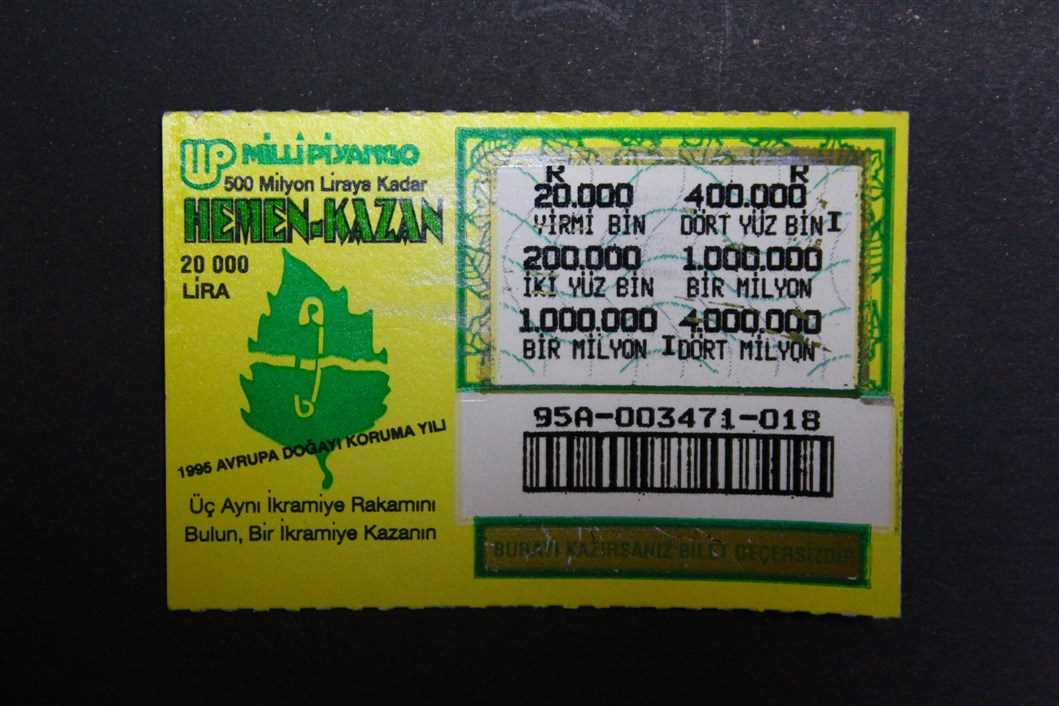 MİLLÎ PİYANGO
500 Milyon Liraya Kadar
HEMEN-KAZAN
20 000
LİRA
1995 AVRUPA DOĞAYI KORUMA YILI
Üç Aynı İkramiye Rakamını
Bulun, Bir İkramiye Kazanın
R R
20.000 400.000
YİRMİ BİN DÖRT YÜZ BİN I
200.000 1.000.000
İKİ YÜZ BİN BİR MİLYON
1.000.000 4.000.000
BİR MİLYON I DÖRT MİLYON
95A-003471-018
BURAYI KAZIRSANIZ BİLET GEÇERSİZDİR